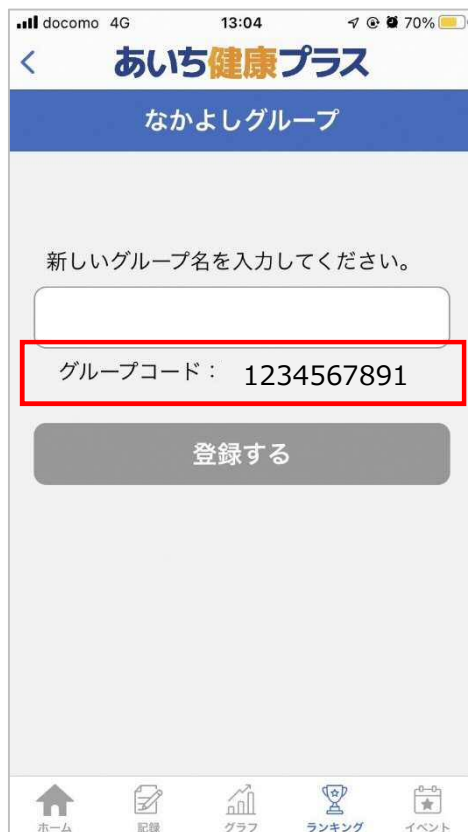 docomo 4G 13:04 70%
あいち健康プラス
なかよしグループ
新しいグループ名を入力してください。
グループコード： 1234567891
登録する
ホーム 記録 グラフ ランキング イベント